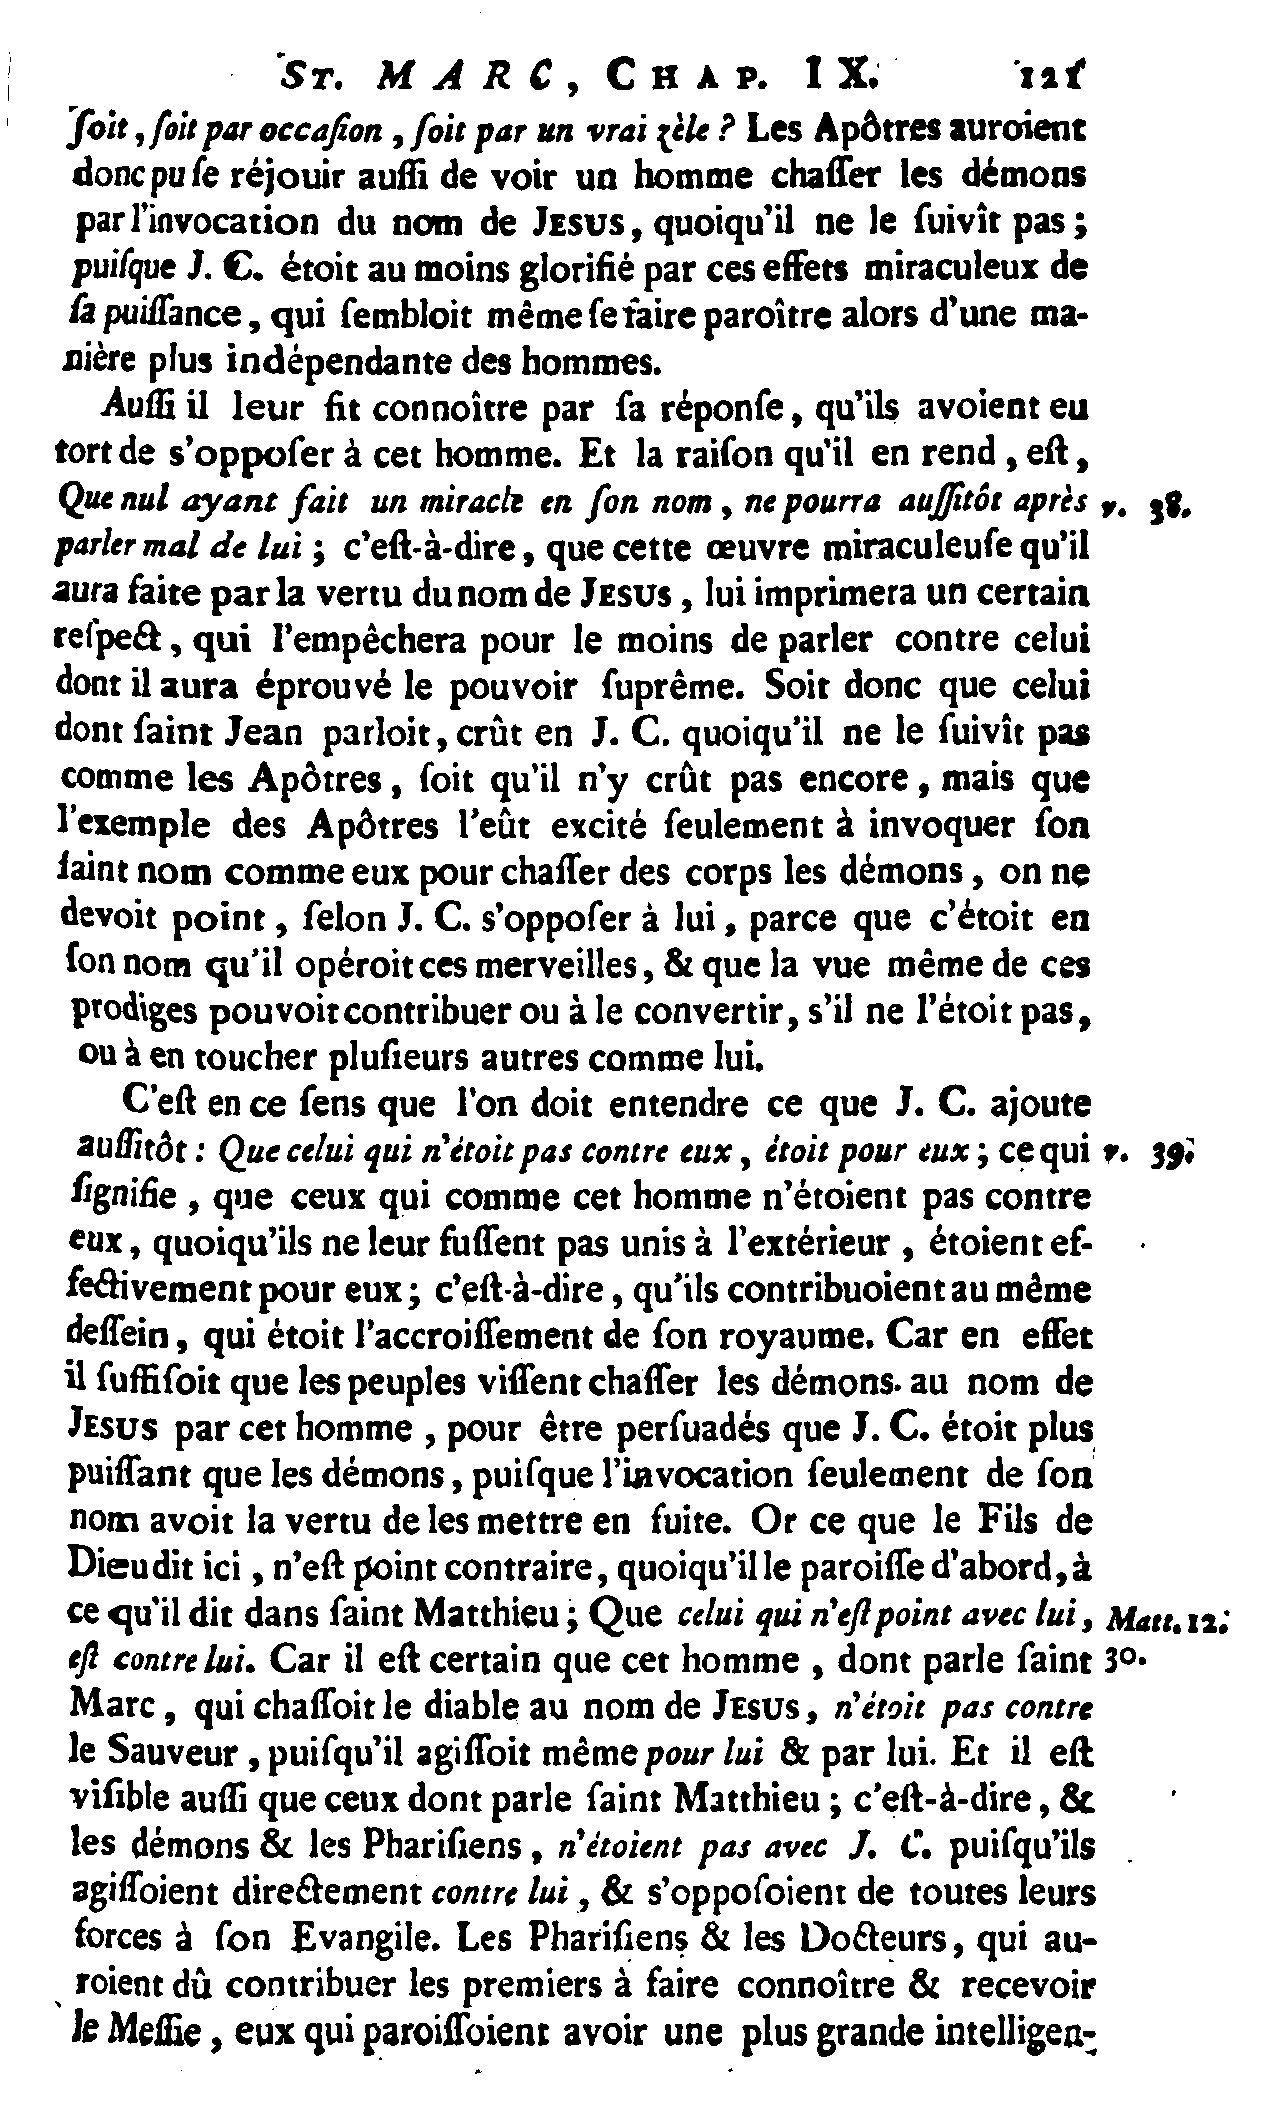 ST. MARC, CHAP. IX. 121
ſoit, ſoit par occaſion, ſoit par un vrai zèle ? Les Apôtres auroient
donc pu ſe réjouir auſſi de voir un homme chaſſer les démons
par l'invocation du nom de JESUS, quoiqu'il ne le ſuivît pas ;
puiſque J. C. étoit au moins glorifié par ces effets miraculeux de
ſa puiſſance, qui ſembloit même ſe faire paroître alors d'une ma-
nière plus indépendante des hommes.
Auſſi il leur fit connoître par ſa réponſe, qu'ils avoient eu
tort de s'oppoſer à cet homme. Et la raiſon qu'il en rend, eſt,
Que nul ayant fait un miracle en ſon nom, ne pourra auſſitôt après v. 38.
parler mal de lui ; c'eſt-à-dire, que cette œuvre miraculeuſe qu'il
aura faite par la vertu du nom de JESUS, lui imprimera un certain
reſpect, qui l'empêchera pour le moins de parler contre celui
dont il aura éprouvé le pouvoir ſuprême. Soit donc que celui
dont ſaint Jean parloit, crût en J. C. quoiqu'il ne le ſuivît pas
comme les Apôtres, ſoit qu'il n'y crût pas encore, mais que
l'exemple des Apôtres l'eût excité ſeulement à invoquer ſon
ſaint nom comme eux pour chaſſer des corps les démons, on ne
devoit point, ſelon J. C. s'oppoſer à lui, parce que c'étoit en
ſon nom qu'il opéroit ces merveilles, & que la vue même de ces
prodiges pouvoit contribuer ou à le convertir, s'il ne l'étoit pas,
ou à en toucher pluſieurs autres comme lui.
C'eſt en ce ſens que l'on doit entendre ce que J. C. ajoute
auſſitôt : Que celui qui n'étoit pas contre eux, étoit pour eux ; ce qui v. 39.
ſignifie, que ceux qui comme cet homme n'étoient pas contre
eux, quoiqu'ils ne leur fuſſent pas unis à l'extérieur, étoient ef-
fectivement pour eux ; c'eſt-à-dire, qu'ils contribuoient au même
deſſein, qui étoit l'accroiſſement de ſon royaume. Car en effet
il ſuffiſoit que les peuples viſſent chaſſer les démons. au nom de
JESUS par cet homme, pour être perſuadés que J. C. étoit plus
puiſſant que les démons, puiſque l'invocation ſeulement de ſon
nom avoit la vertu de les mettre en fuite. Or ce que le Fils de
Dieu dit ici, n'eſt point contraire, quoiqu'il le paroiſſe d'abord, à
ce qu'il dit dans ſaint Matthieu ; Que celui qui n'eſt point avec lui, Matt. 12.
eſt contre lui. Car il eſt certain que cet homme, dont parle ſaint 30.
Marc, qui chaſſoit le diable au nom de JESUS, n'étoit pas contre
le Sauveur, puiſqu'il agiſſoit même pour lui & par lui. Et il eſt
viſible auſſi que ceux dont parle ſaint Matthieu ; c'eſt-à-dire, &
les démons & les Phariſiens, n'étoient pas avec J. C. puiſqu'ils
agiſſoient directement contre lui, & s'oppoſoient de toutes leurs
forces à ſon Evangile. Les Phariſiens & les Docteurs, qui au-
roient dû contribuer les premiers à faire connoître & recevoir
le Meſſie, eux qui paroiſſoient avoir une plus grande intelligen-